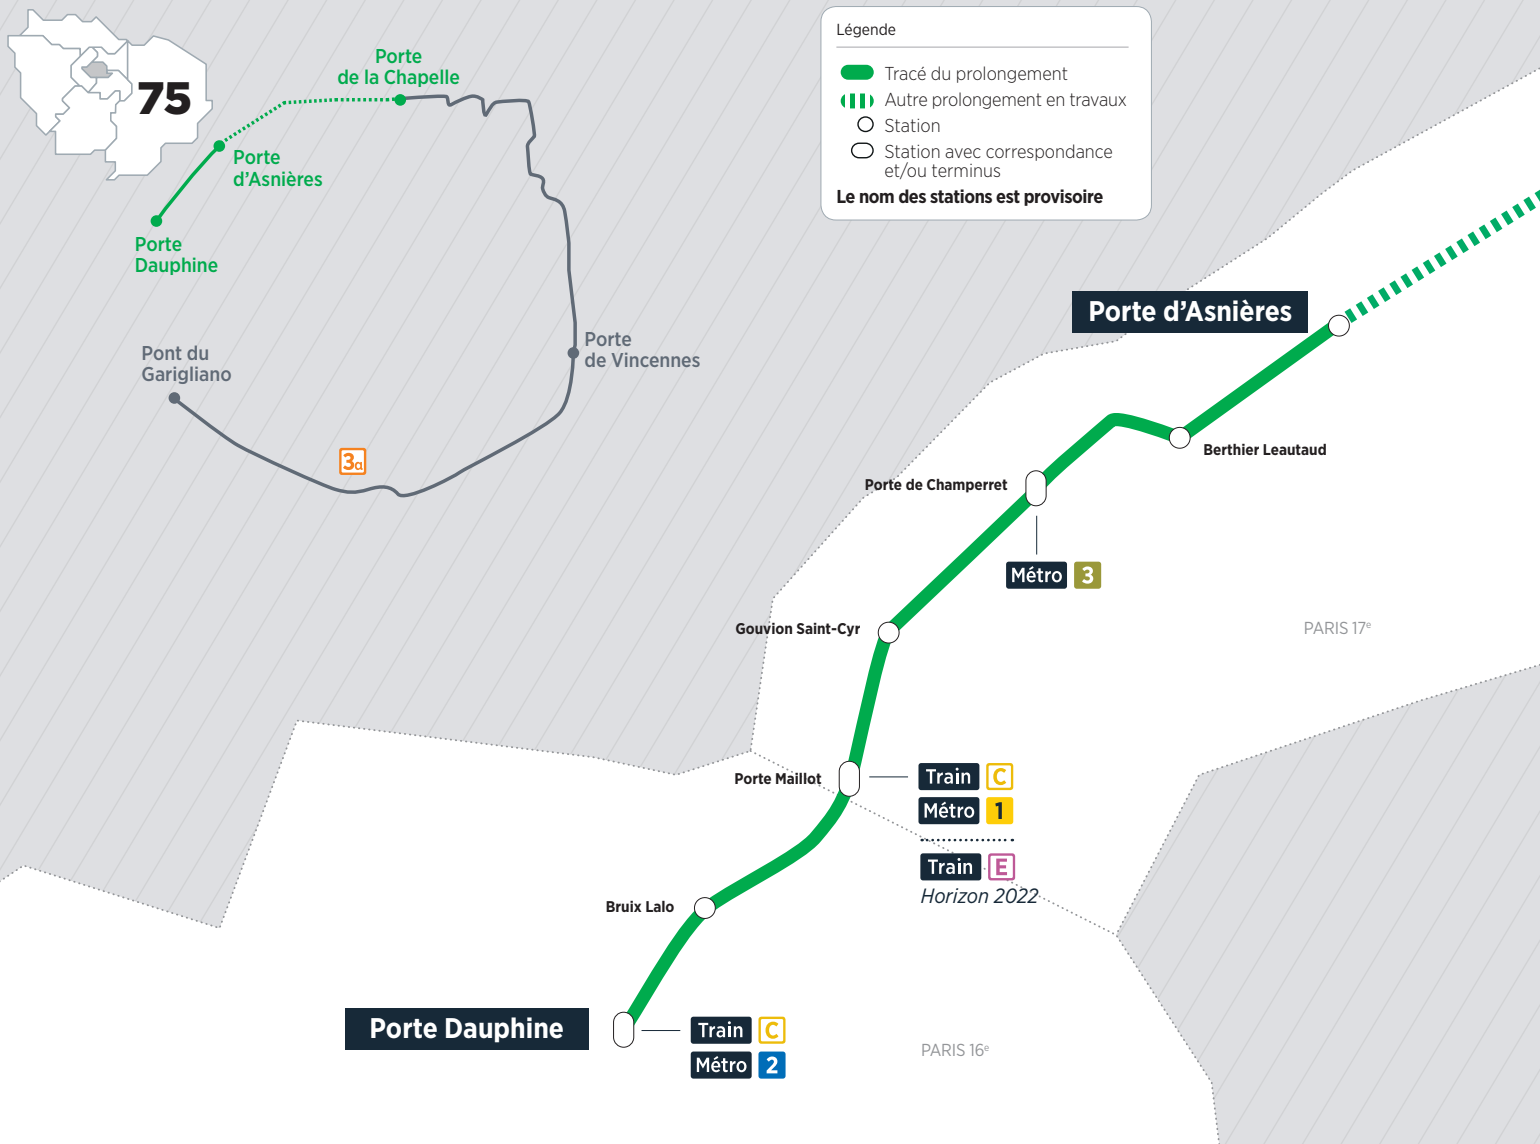 75
Porte
de la Chapelle
Porte
d’Asnières
Porte
Dauphine
Pont du
Garigliano
Porte
de Vincennes
3a
Légende
Tracé du prolongement
Autre prolongement en travaux
Station
Station avec correspondance
et/ou terminus
Le nom des stations est provisoire
Porte d’Asnières
Berthier Leautaud
Porte de Champerret
Métro 3
Gouvion Saint-Cyr
PARIS 17e
Porte Maillot
Train C
Métro 1
Train E
Horizon 2022
Bruix Lalo
Porte Dauphine
Train C
Métro 2
PARIS 16e